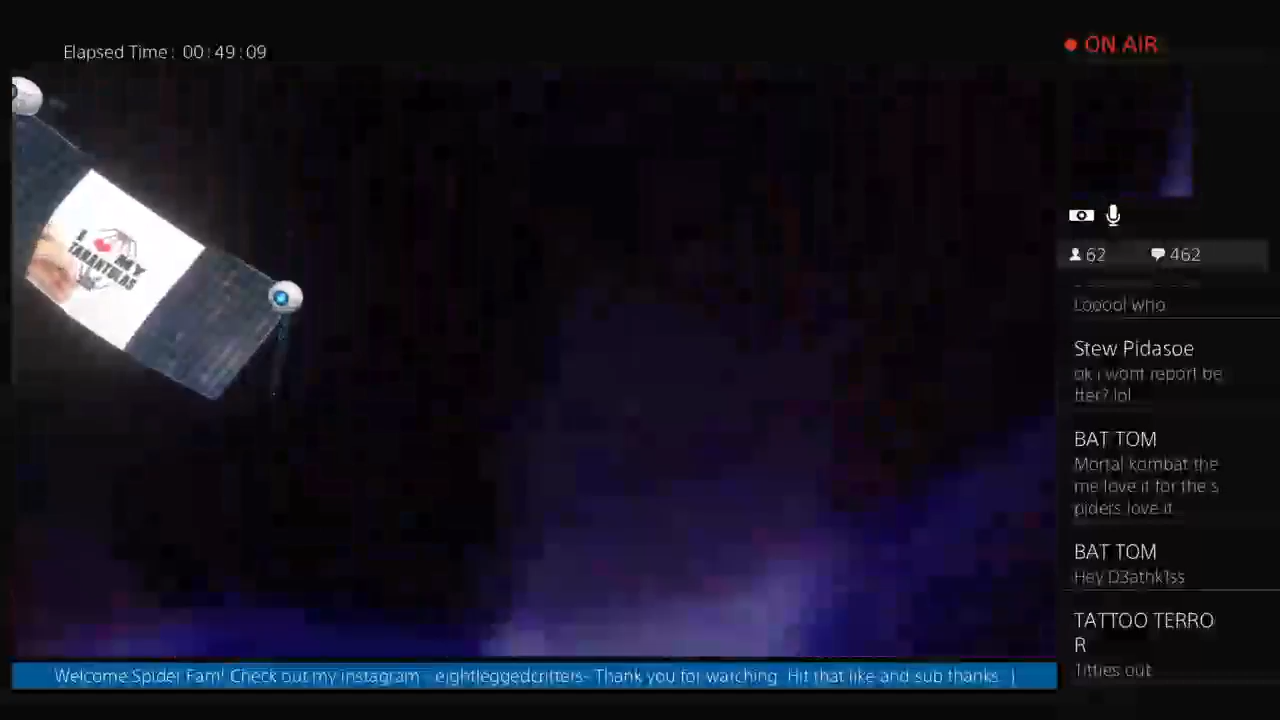 Elapsed Time: 00:49:09
ON AIR
I ❤ MY
TARANTULAS
62 462
Looool who
Stew Pidasoe
ok i wont report be
tter? lol
BAT TOM
Mortal kombat the
me love it for the s
piders love it
BAT TOM
Hey D3athk1ss
TATTOO TERRO
R
Titties out
Welcome Spider Fam! Check out my instagram - eightleggedcritters- Thank you for watching. Hit that like and sub thanks :)